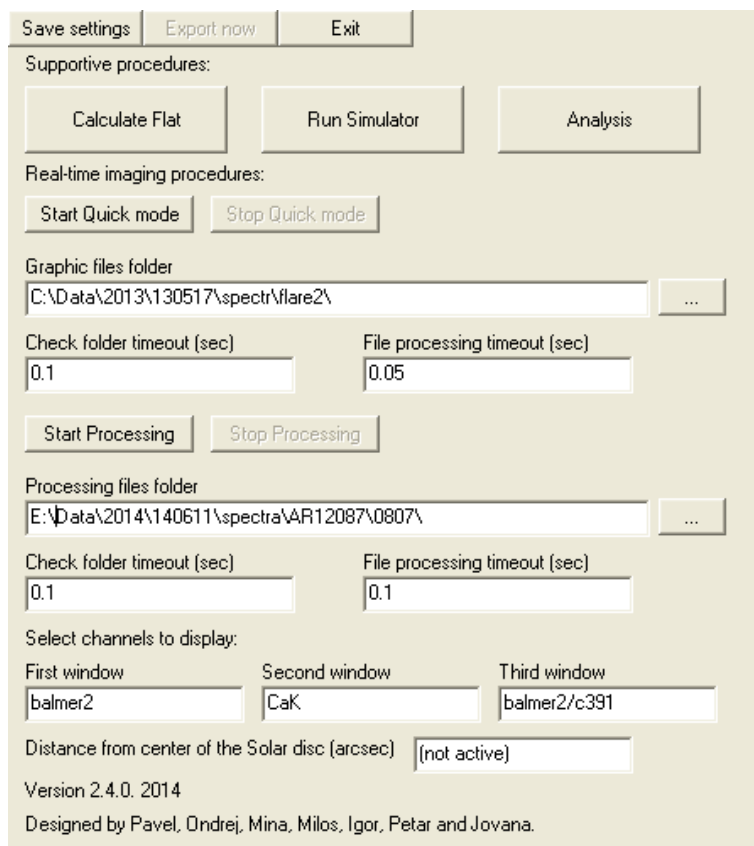 Save settings Export now Exit
Supportive procedures:
Calculate Flat Run Simulator Analysis
Real-time imaging procedures:
Start Quick mode Stop Quick mode
Graphic files folder
C:\Data\2013\130517\spectr\flare2\ ...
Check folder timeout (sec) File processing timeout (sec)
0.1 0.05
Start Processing Stop Processing
Processing files folder
E:\Data\2014\140611\spectra\AR12087\0807\ ...
Check folder timeout (sec) File processing timeout (sec)
0.1 0.1
Select channels to display:
First window Second window Third window
balmer2 CaK balmer2/c391
Distance from center of the Solar disc (arcsec) (not active)
Version 2.4.0. 2014
Designed by Pavel, Ondrej, Mina, Milos, Igor, Petar and Jovana.